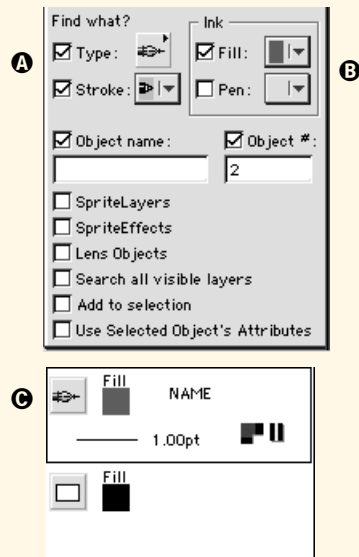 Find what?
Ink
A
Type:
Fill:
B
Stroke:
Pen:
Object name:
Object #:
2
SpriteLayers
SpriteEffects
Lens Objects
Search all visible layers
Add to selection
Use Selected Object's Attributes
C
Fill
NAME
1.00pt
Fill